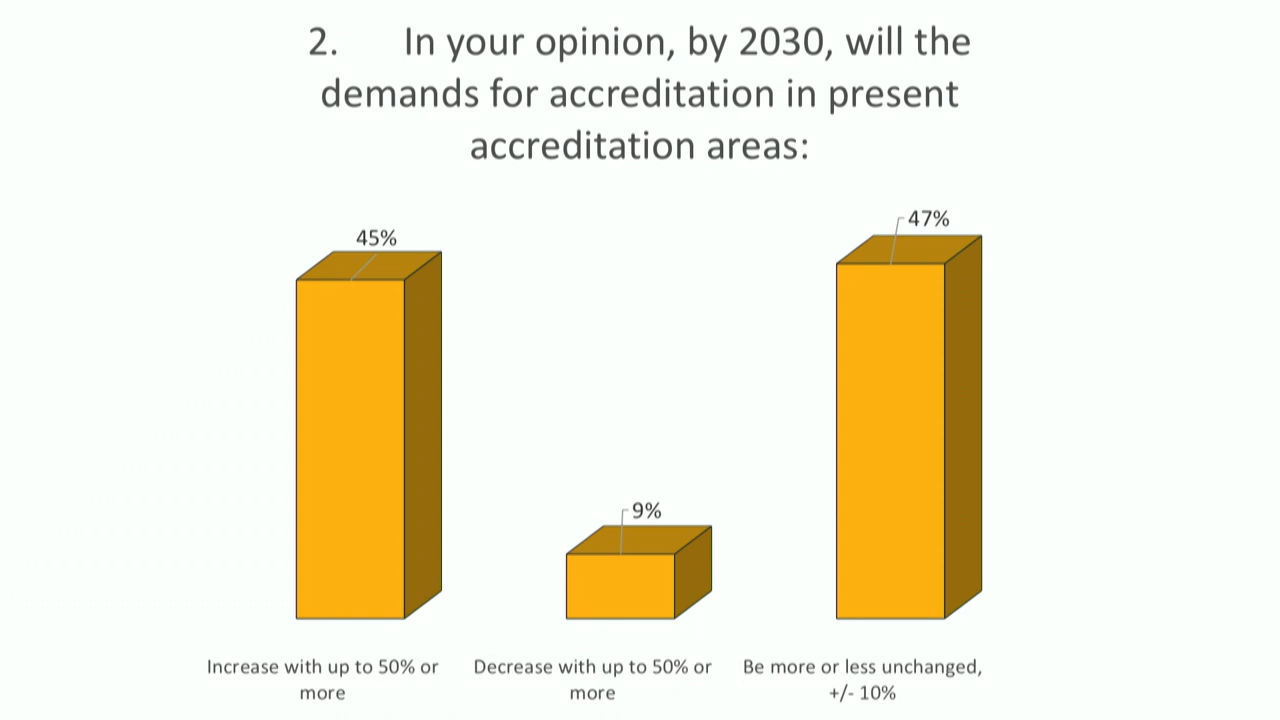 2. In your opinion, by 2030, will the
demands for accreditation in present
accreditation areas:
45%
9%
47%
Increase with up to 50% or
more
Decrease with up to 50% or
more
Be more or less unchanged,
+/- 10%